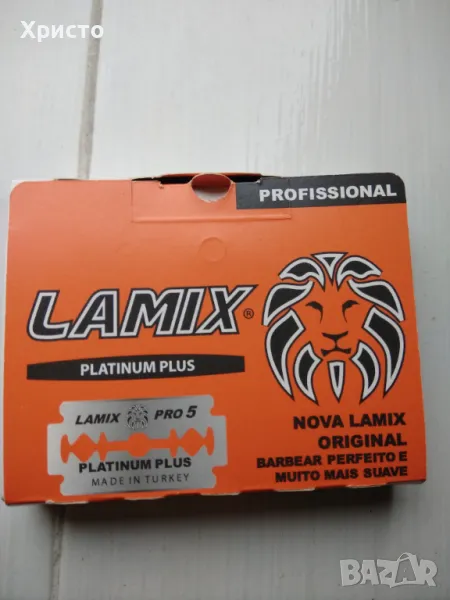 Христо
PROFISSIONAL
LAMIX®
PLATINUM PLUS
LAMIX PRO 5
PLATINUM PLUS
MADE IN TURKEY
NOVA LAMIX
ORIGINAL
BARBEAR PERFEITO E
MUITO MAIS SUAVE
BAZAR